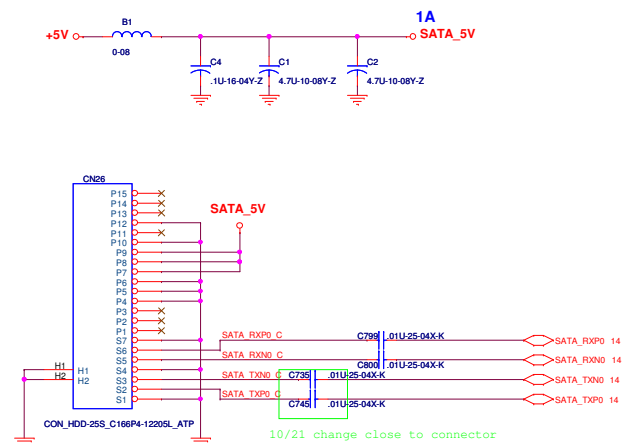 1A
B1
+5V
SATA_5V
0-08
C4
.1U-16-04Y-Z
C1
4.7U-10-08Y-Z
C2
4.7U-10-08Y-Z
CN26
P15
P14
P13
P12
P11
P10
P9
P8
P7
P6
P5
P4
P3
P2
P1
S7
S6
S5
S4
S3
S2
S1
H1 H1
H2 H2
CON_HDD-25S_C166P4-12205L_ATP
SATA_5V
SATA_RXP0_C C799 .01U-25-04X-K SATA_RXP0 14
SATA_RXN0_C C800 .01U-25-04X-K SATA_RXN0 14
SATA_TXN0_C C735 .01U-25-04X-K SATA_TXN0 14
SATA_TXP0_C C745 .01U-25-04X-K SATA_TXP0 14
10/21 change close to connector